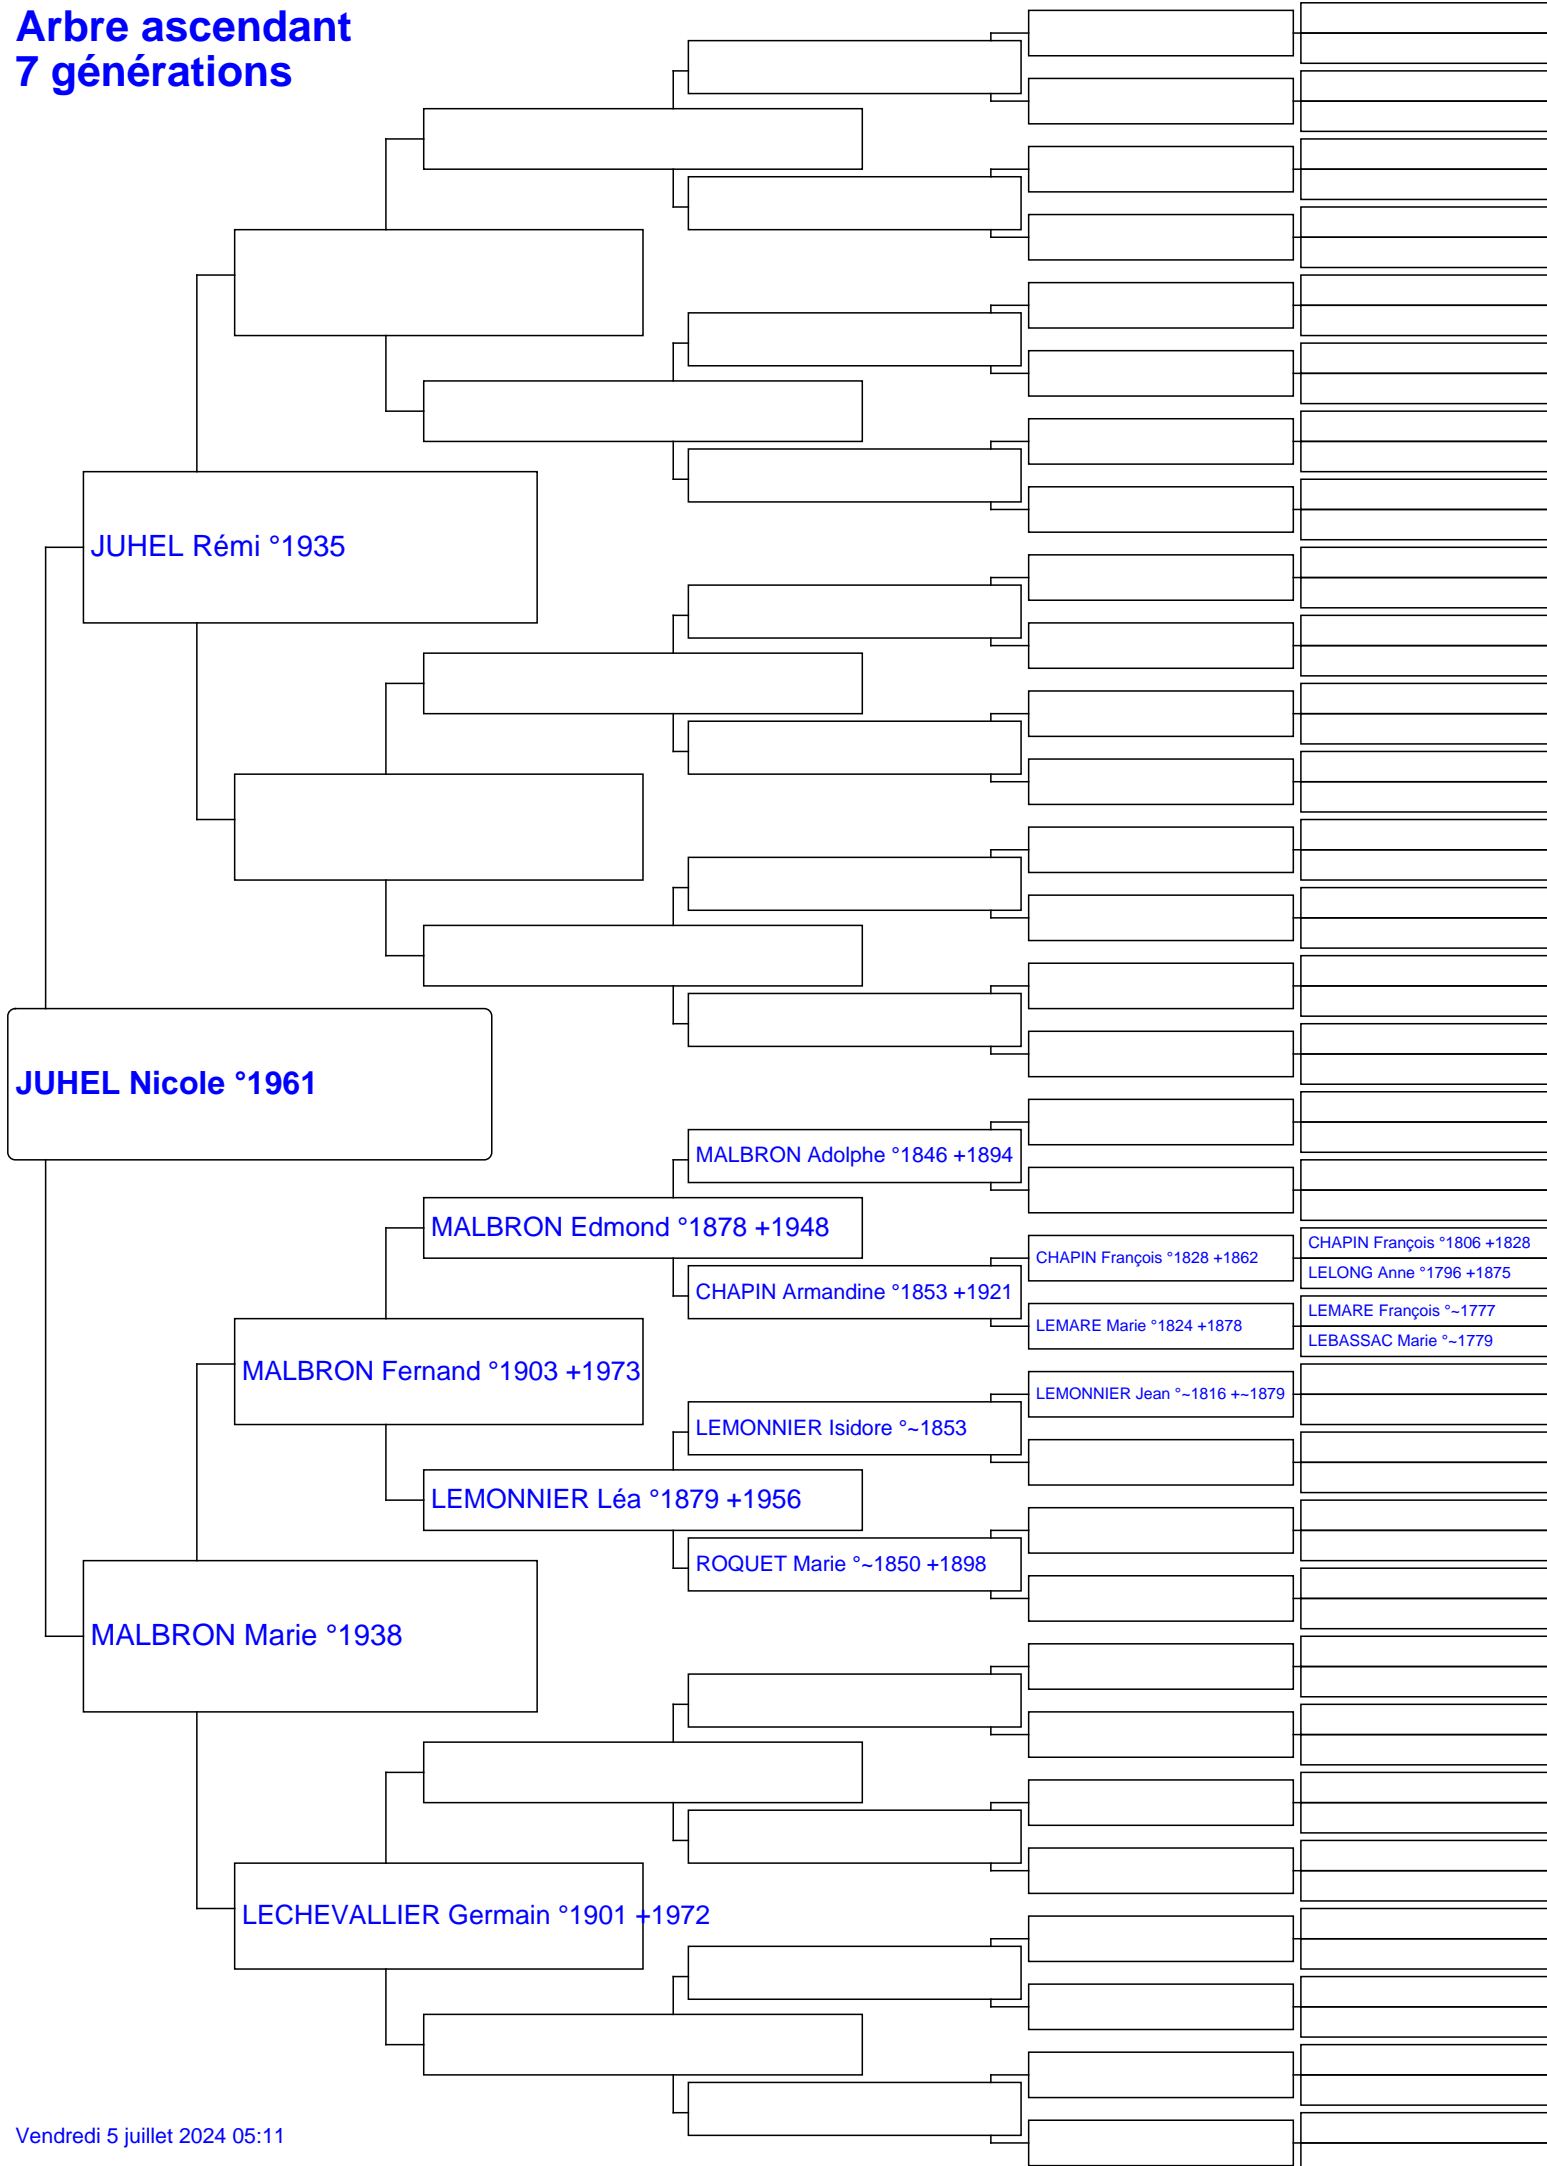 Arbre ascendant
7 générations
JUHEL Rémi °1935
JUHEL Nicole °1961
MALBRON Adolphe °1846 +1894
MALBRON Edmond °1878 +1948
CHAPIN François °1828 +1862
CHAPIN François °1806 +1828
LELONG Anne °1796 +1875
CHAPIN Armandine °1853 +1921
LEMARE Marie °1824 +1878
LEMARE François °~1777
LEBASSAC Marie °~1779
MALBRON Fernand °1903 +1973
LEMONNIER Jean °~1816 +~1879
LEMONNIER Isidore °~1853
LEMONNIER Léa °1879 +1956
ROQUET Marie °~1850 +1898
MALBRON Marie °1938
LECHEVALLIER Germain °1901 +1972
Vendredi 5 juillet 2024 05:11